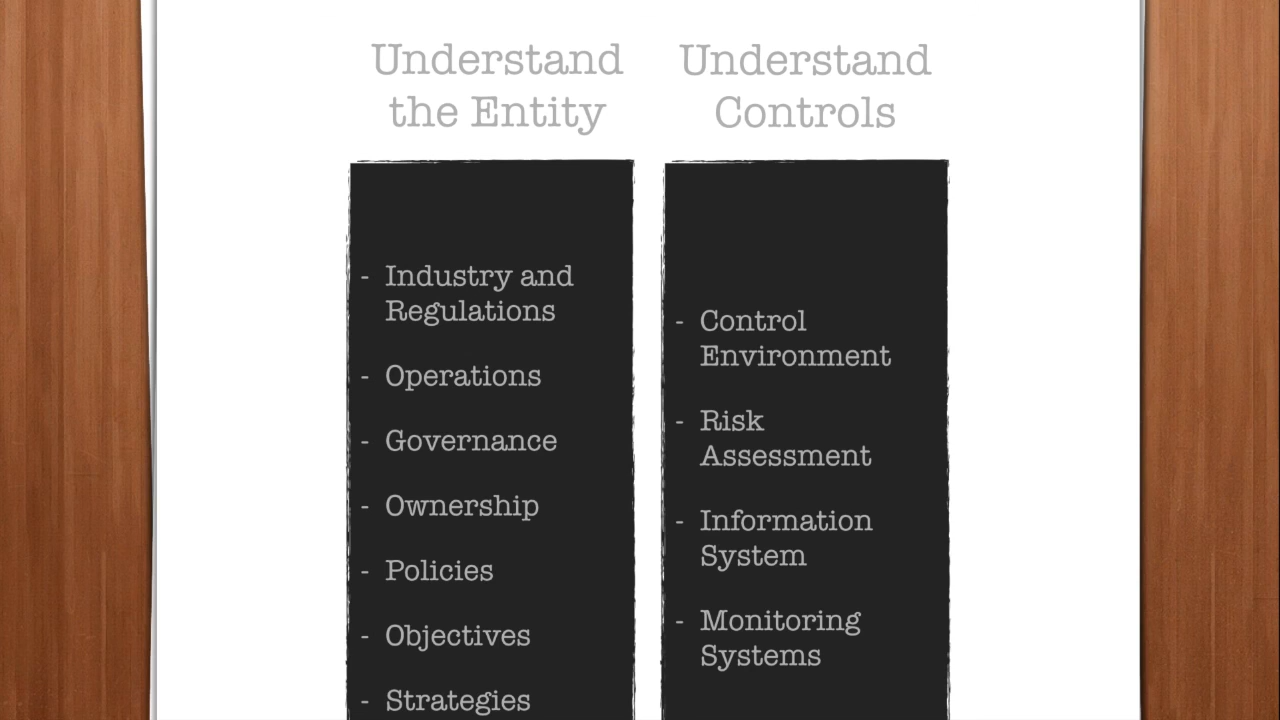 Understand
the Entity
- Industry and
Regulations
- Operations
- Governance
- Ownership
- Policies
- Objectives
- Strategies
Understand
Controls
- Control
Environment
- Risk
Assessment
- Information
System
- Monitoring
Systems